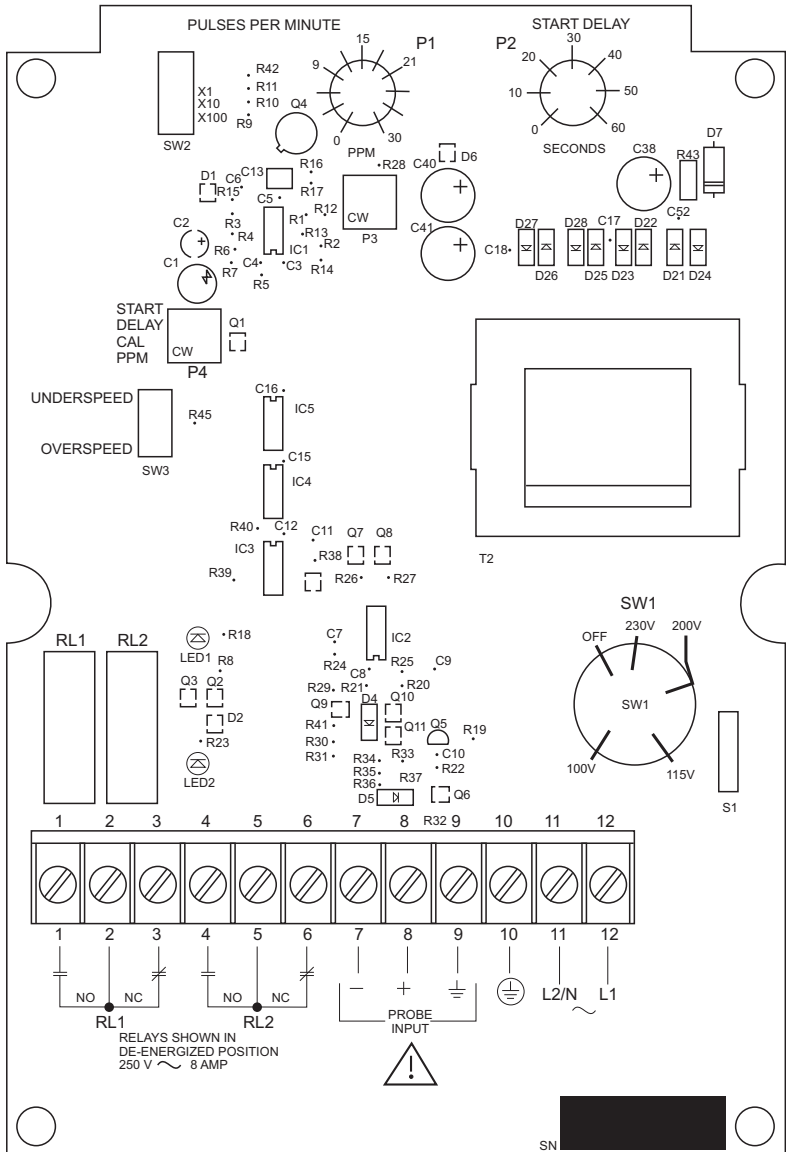 PULSES PER MINUTE
START DELAY
P1
P2
0
9
15
21
30
PPM
0
10
20
30
40
50
60
SECONDS
X1
X10
X100
SW2
R42
R11
R10
R9
Q4
R16
R17
C13
D1
C6
R15
C5
R1
R12
R13
R2
R14
IC1
C2
R3
R4
R6
R7
C1
C4
C3
R5
R28
CW
P3
C40
D6
C41
C38
R43
D7
C52
C18
D27
D28
C17
D22
D26
D25
D23
D21
D24
START
DELAY
CAL
PPM
CW
P4
Q1
UNDERSPEED
OVERSPEED
SW3
R45
C16
IC5
C15
IC4
R40
C12
C11
IC3
R38
R39
Q7
Q8
R26
R27
T2
IC2
C7
R24
C8
R25
C9
R29
R21
R20
Q9
D4
Q10
Q11
Q5
R19
R41
R30
R31
R34
R33
C10
R35
R37
R22
R36
D5
Q6
R32
RL1
RL2
LED1
R18
R8
Q3
Q2
D2
R23
LED2
SW1
OFF
230V
200V
SW1
100V
115V
S1
1 2 3 4 5 6 7 8 9 10 11 12
1 2 3 4 5 6 7 8 9 10 11 12
NO NC
RL1
NO NC
RL2
− +
PROBE
INPUT
L2/N ~ L1
RELAYS SHOWN IN
DE-ENERGIZED POSITION
250 V ~ 8 AMP
!
SN